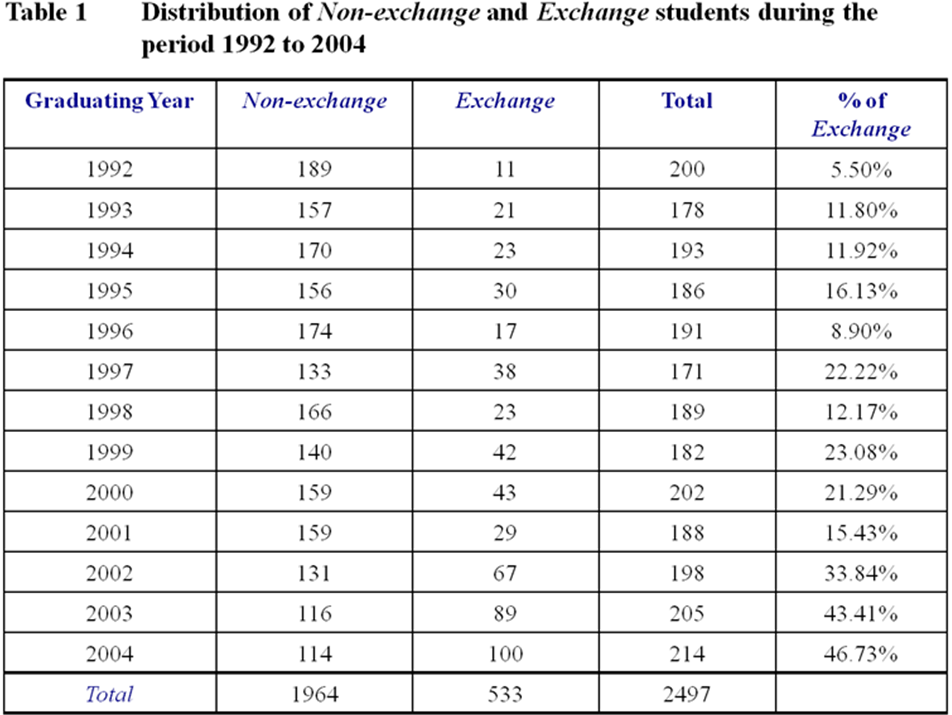 Table 1 Distribution of Non-exchange and Exchange students during the
period 1992 to 2004
Graduating Year Non-exchange Exchange Total % of
Exchange
1992 189 11 200 5.50%
1993 157 21 178 11.80%
1994 170 23 193 11.92%
1995 156 30 186 16.13%
1996 174 17 191 8.90%
1997 133 38 171 22.22%
1998 166 23 189 12.17%
1999 140 42 182 23.08%
2000 159 43 202 21.29%
2001 159 29 188 15.43%
2002 131 67 198 33.84%
2003 116 89 205 43.41%
2004 114 100 214 46.73%
Total 1964 533 2497